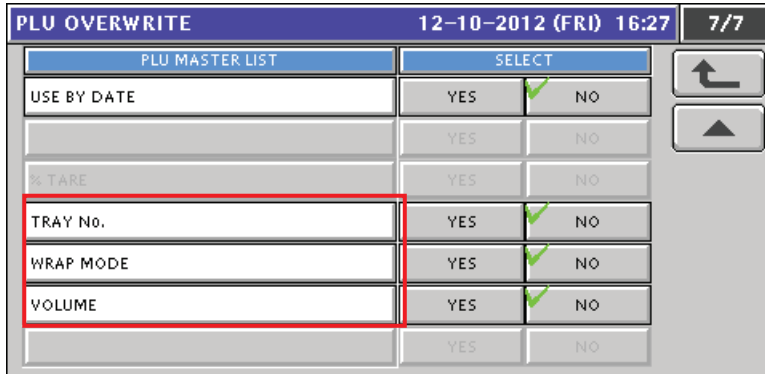 PLU OVERWRITE 12-10-2012 (FRI) 16:27 7/7
PLU MASTER LIST SELECT
USE BY DATE YES NO
YES NO
% TARE YES NO
TRAY No. YES NO
WRAP MODE YES NO
VOLUME YES NO
YES NO